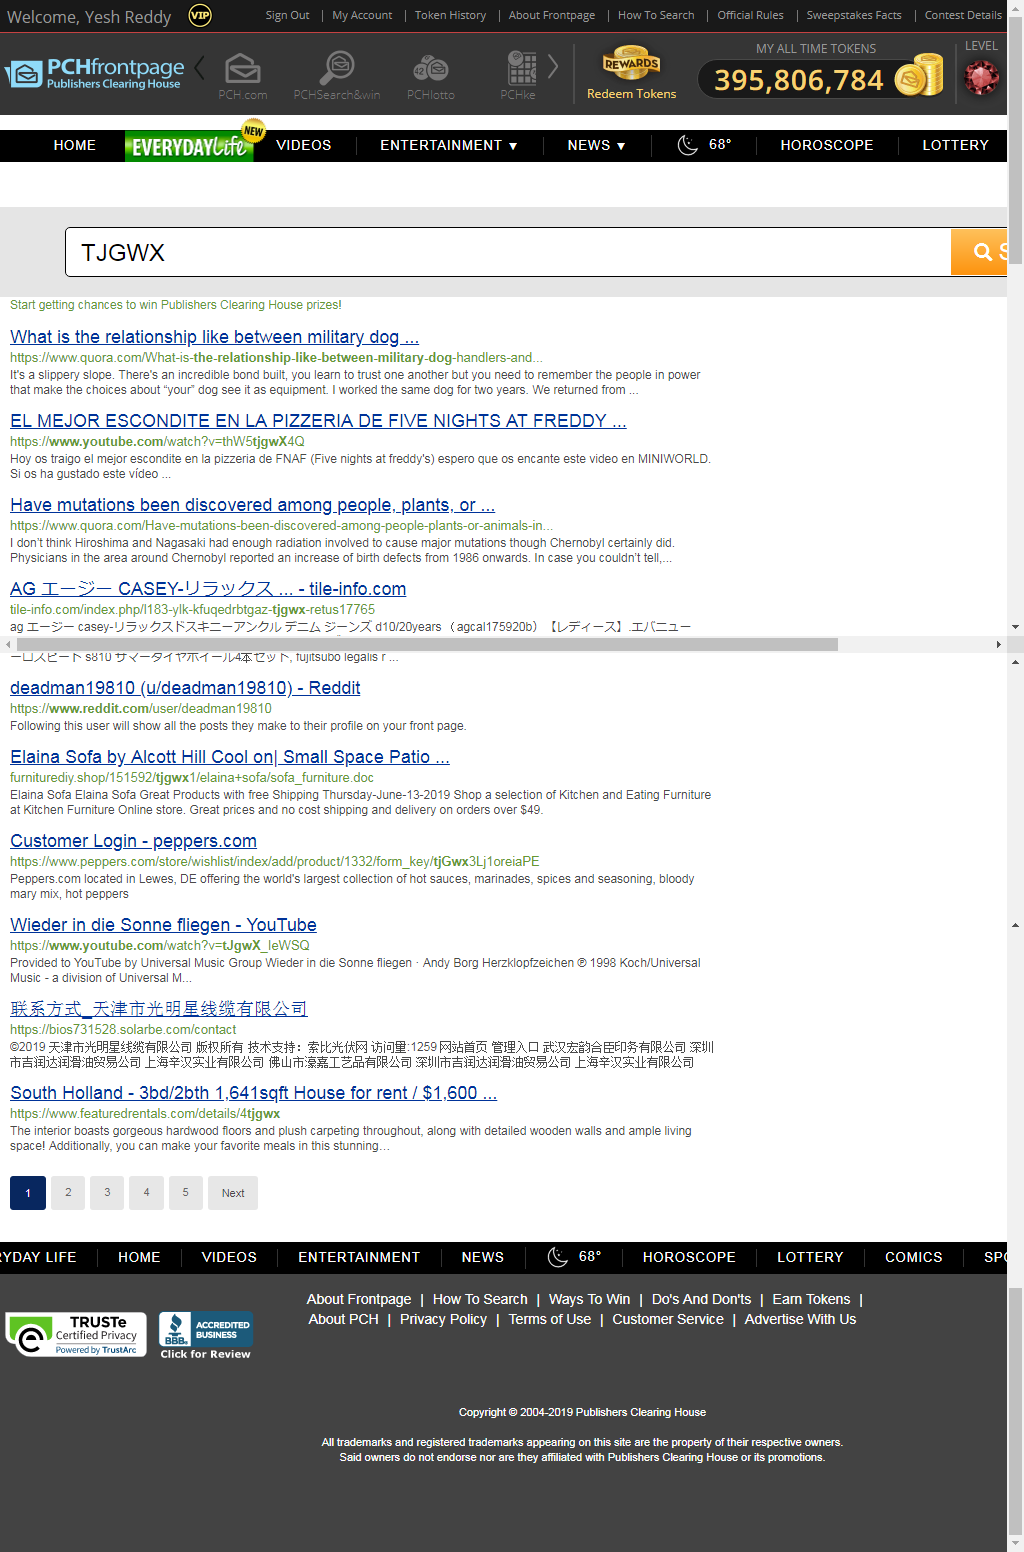 Welcome, Yesh Reddy VIP Sign Out | My Account | Token History | About Frontpage | How To Search | Official Rules | Sweepstakes Facts | Contest Details
PCHfrontpage
Publishers Clearing House
PCH.com PCHSearch&win PCHlotto PCHke
REWARDS
Redeem Tokens
MY ALL TIME TOKENS
395,806,784
LEVEL
HOME EVERYDAY Life NEW VIDEOS ENTERTAINMENT ▼ NEWS ▼ 68° HOROSCOPE LOTTERY
TJGWX S
Start getting chances to win Publishers Clearing House prizes!
What is the relationship like between military dog ...
https://www.quora.com/What-is-the-relationship-like-between-military-dog-handlers-and...
It's a slippery slope. There's an incredible bond built, you learn to trust one another but you need to remember the people in power
that make the choices about “your” dog see it as equipment. I worked the same dog for two years. We returned from ...
EL MEJOR ESCONDITE EN LA PIZZERIA DE FIVE NIGHTS AT FREDDY ...
https://www.youtube.com/watch?v=thW5tjgwX4Q
Hoy os traigo el mejor escondite en la pizzeria de FNAF (Five nights at freddy's) espero que os encante este video en MINIWORLD.
Si os ha gustado este vídeo ...
Have mutations been discovered among people, plants, or ...
https://www.quora.com/Have-mutations-been-discovered-among-people-plants-or-animals-in...
I don’t think Hiroshima and Nagasaki had enough radiation involved to cause major mutations though Chernobyl certainly did.
Physicians in the area around Chernobyl reported an increase of birth defects from 1986 onwards. In case you couldn’t tell,...
AG エージー CASEY-リラックス ... - tile-info.com
tile-info.com/index.php/l183-ylk-kfuqedrbtgaz-tjgwx-retus17765
ag エージー casey-リラックスドスキニーアンクル デニム ジーンズ d10/20years （agcal175920b）【レディース】.エバニュー
ーロスピード s810 サマータイヤホイール4本セット, fujitsubo legalis r ...
deadman19810 (u/deadman19810) - Reddit
https://www.reddit.com/user/deadman19810
Following this user will show all the posts they make to their profile on your front page.
Elaina Sofa by Alcott Hill Cool on| Small Space Patio ...
furniturediy.shop/151592/tjgwx1/elaina+sofa/sofa_furniture.doc
Elaina Sofa Elaina Sofa Great Products with free Shipping Thursday-June-13-2019 Shop a selection of Kitchen and Eating Furniture
at Kitchen Furniture Online store. Great prices and no cost shipping and delivery on orders over $49.
Customer Login - peppers.com
https://www.peppers.com/store/wishlist/index/add/product/1332/form_key/tjGwx3Lj1oreiaPE
Peppers.com located in Lewes, DE offering the world's largest collection of hot sauces, marinades, spices and seasoning, bloody
mary mix, hot peppers
Wieder in die Sonne fliegen - YouTube
https://www.youtube.com/watch?v=tJgwX_IeWSQ
Provided to YouTube by Universal Music Group Wieder in die Sonne fliegen · Andy Borg Herzklopfzeichen ℗ 1998 Koch/Universal
Music - a division of Universal M...
联系方式_天津市光明星线缆有限公司
https://bios731528.solarbe.com/contact
©2019 天津市光明星线缆有限公司 版权所有 技术支持：索比光伏网 访问量:1259 网站首页 管理入口 武汉宏韵合臣印务有限公司 深圳
市吉润达润滑油贸易公司 上海辛汉实业有限公司 佛山市濠嘉工艺品有限公司 深圳市吉润达润滑油贸易公司 上海辛汉实业有限公司
South Holland - 3bd/2bth 1,641sqft House for rent / $1,600 ...
https://www.featuredrentals.com/details/4tjgwx
The interior boasts gorgeous hardwood floors and plush carpeting throughout, along with detailed wooden walls and ample living
space! Additionally, you can make your favorite meals in this stunning…
1 2 3 4 5 Next
RYDAY LIFE HOME VIDEOS ENTERTAINMENT NEWS 68° HOROSCOPE LOTTERY COMICS SPO
About Frontpage | How To Search | Ways To Win | Do's And Don'ts | Earn Tokens |
About PCH | Privacy Policy | Terms of Use | Customer Service | Advertise With Us
TRUSTe
Certified Privacy
Powered by TrustArc
BBB
ACCREDITED
BUSINESS
Click for Review
Copyright © 2004-2019 Publishers Clearing House
All trademarks and registered trademarks appearing on this site are the property of their respective owners.
Said owners do not endorse nor are they affiliated with Publishers Clearing House or its promotions.